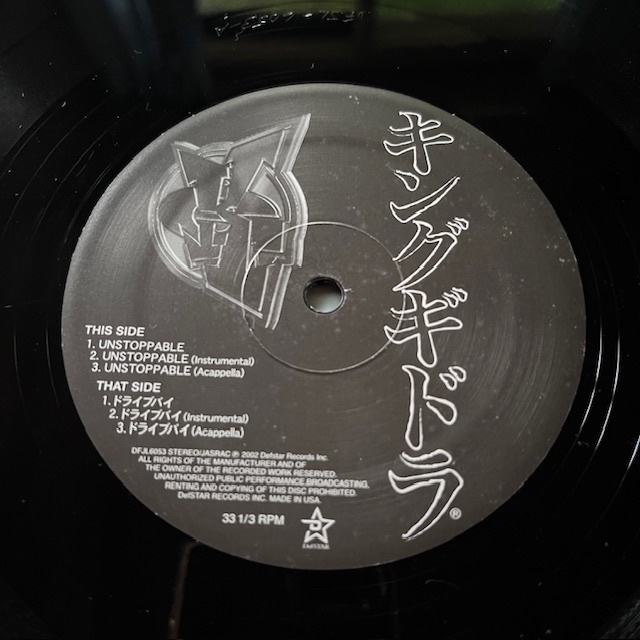 キングギドラ®
THIS SIDE
1. UNSTOPPABLE
2. UNSTOPPABLE (Instrumental)
3. UNSTOPPABLE (Acappella)
THAT SIDE
1. ドライブバイ
2. ドライブバイ (Instrumental)
3. ドライブバイ (Acappella)
DFJL6053 STEREO/JASRAC ℗ 2002 Defstar Records Inc.
ALL RIGHTS OF THE MANUFACTURER AND OF
THE OWNER OF THE RECORDED WORK RESERVED.
UNAUTHORIZED PUBLIC PERFORMANCE.BROADCASTING,
RENTING AND COPYING OF THIS DISC PROHIBITED.
DefSTAR RECORDS INC. MADE IN USA.
33 1/3 RPM
DefSTAR